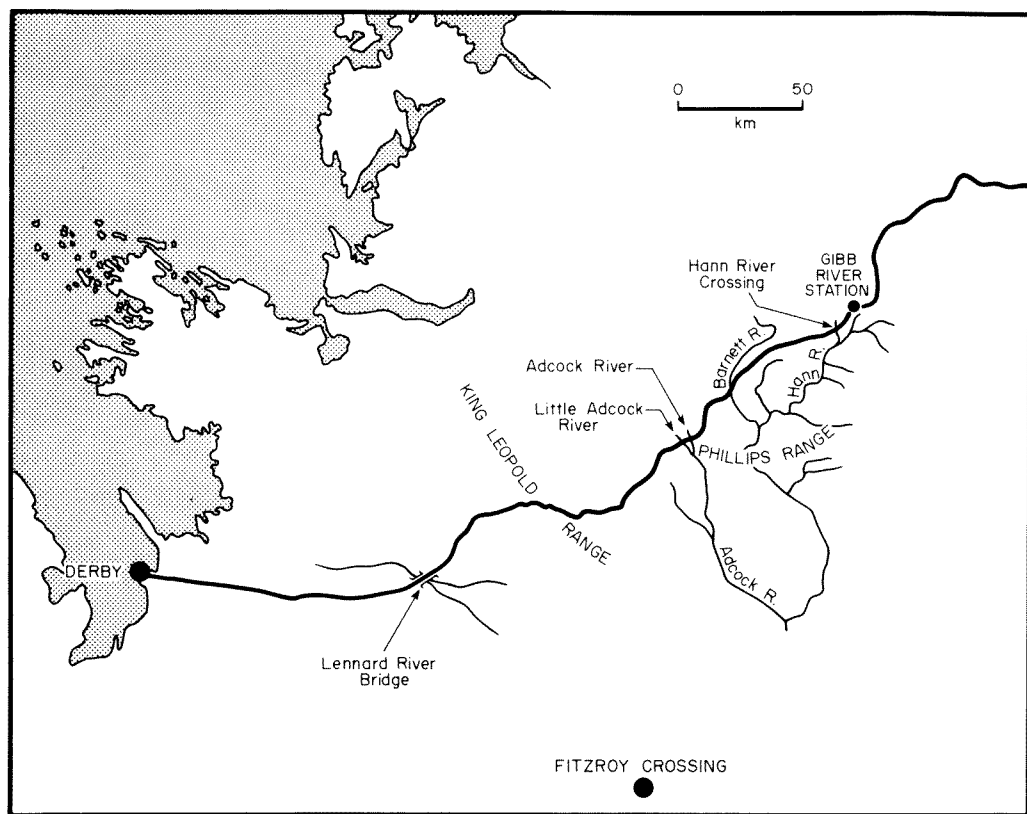 0 50
km
GIBB
RIVER
STATION
Hann River
Crossing
Barnett R.
Hann R.
Adcock River
Little Adcock
River
KING LEOPOLD
RANGE
PHILLIPS RANGE
Adcock R.
DERBY
Lennard River
Bridge
FITZROY CROSSING